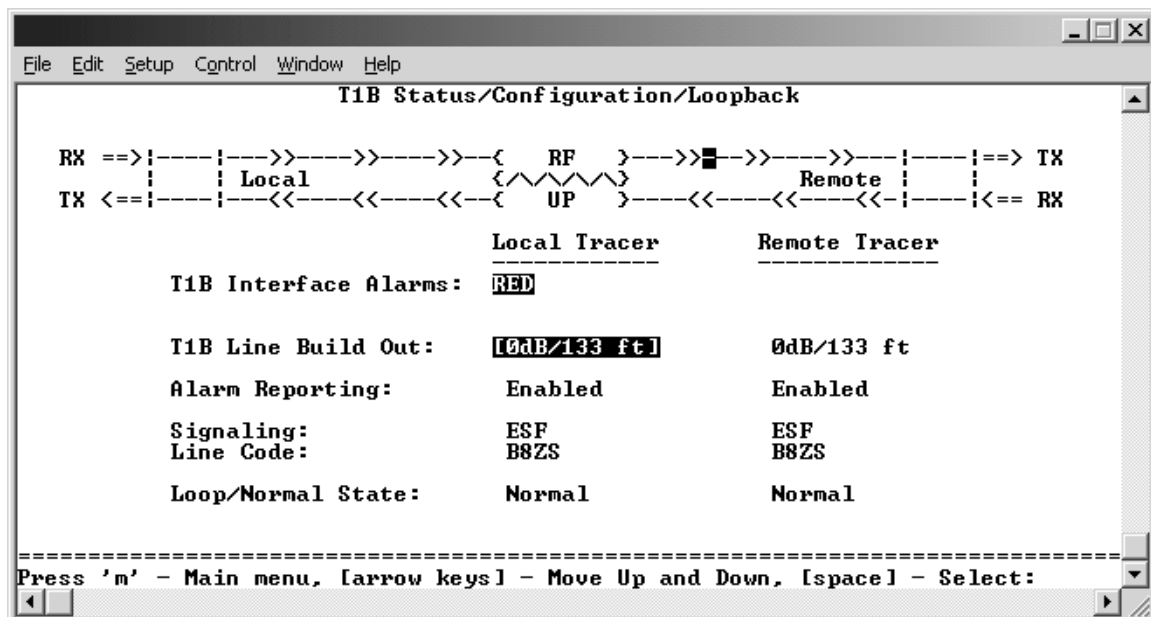 File Edit Setup Control Window Help
T1B Status/Configuration/Loopback
RX ==>¦----¦--->>---->>---->>--{ RF }--->>■-->>---->>---¦----¦==> TX
¦ ¦ Local {/\/\/\/\} Remote ¦ ¦
TX <==¦----¦---<<----<<----<<--{ UP }----<<----<<----<<-¦----¦<== RX
Local Tracer Remote Tracer
------------ -------------
T1B Interface Alarms: RED
T1B Line Build Out: [0dB/133 ft] 0dB/133 ft
Alarm Reporting: Enabled Enabled
Signaling: ESF ESF
Line Code: B8ZS B8ZS
Loop/Normal State: Normal Normal
===============================================================================
Press 'm' - Main menu, [arrow keys] - Move Up and Down, [space] - Select: